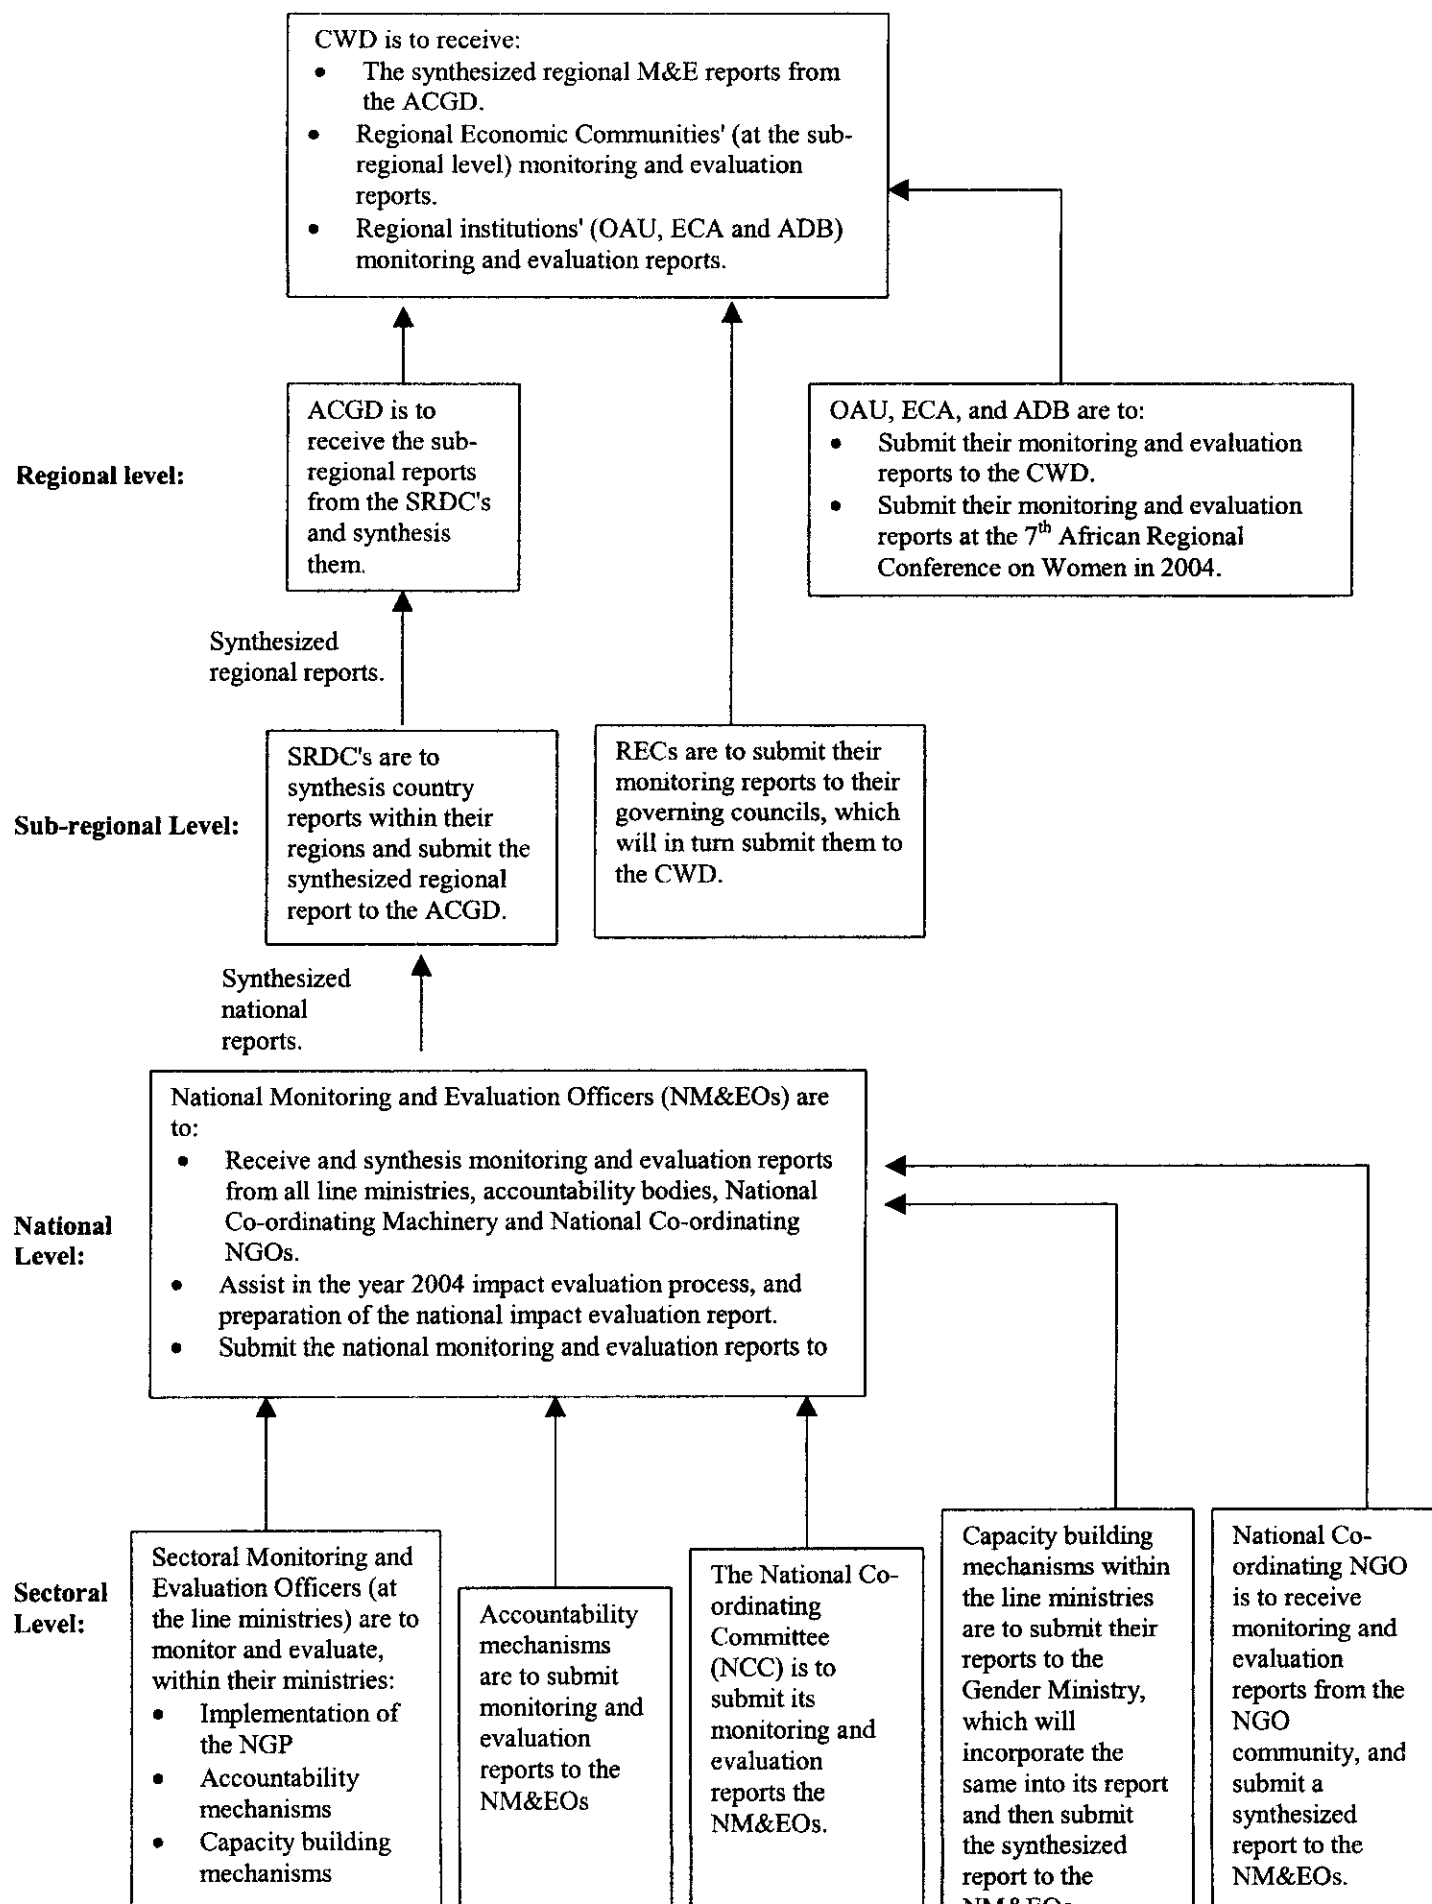 CWD is to receive:
• The synthesized regional M&E reports from
the ACGD.
• Regional Economic Communities' (at the sub-
regional level) monitoring and evaluation
reports.
• Regional institutions' (OAU, ECA and ADB)
monitoring and evaluation reports.
Regional level:
ACGD is to
receive the sub-
regional reports
from the SRDC's
and synthesis
them.
OAU, ECA, and ADB are to:
• Submit their monitoring and evaluation
reports to the CWD.
• Submit their monitoring and evaluation
reports at the 7th African Regional
Conference on Women in 2004.
Synthesized
regional reports.
Sub-regional Level:
SRDC's are to
synthesis country
reports within their
regions and submit the
synthesized regional
report to the ACGD.
RECs are to submit their
monitoring reports to their
governing councils, which
will in turn submit them to
the CWD.
Synthesized
national
reports.
National
Level:
National Monitoring and Evaluation Officers (NM&EOs) are
to:
• Receive and synthesis monitoring and evaluation reports
from all line ministries, accountability bodies, National
Co-ordinating Machinery and National Co-ordinating
NGOs.
• Assist in the year 2004 impact evaluation process, and
preparation of the national impact evaluation report.
• Submit the national monitoring and evaluation reports to
Sectoral
Level:
Sectoral Monitoring and
Evaluation Officers (at
the line ministries) are to
monitor and evaluate,
within their ministries:
• Implementation of
the NGP
• Accountability
mechanisms
• Capacity building
mechanisms
Accountability
mechanisms
are to submit
monitoring and
evaluation
reports to the
NM&EOs
The National Co-
ordinating
Committee
(NCC) is to
submit its
monitoring and
evaluation
reports the
NM&EOs.
Capacity building
mechanisms within
the line ministries
are to submit their
reports to the
Gender Ministry,
which will
incorporate the
same into its report
and then submit
the synthesized
report to the
National Co-
ordinating NGO
is to receive
monitoring and
evaluation
reports from the
NGO
community, and
submit a
synthesized
report to the
NM&EOs.